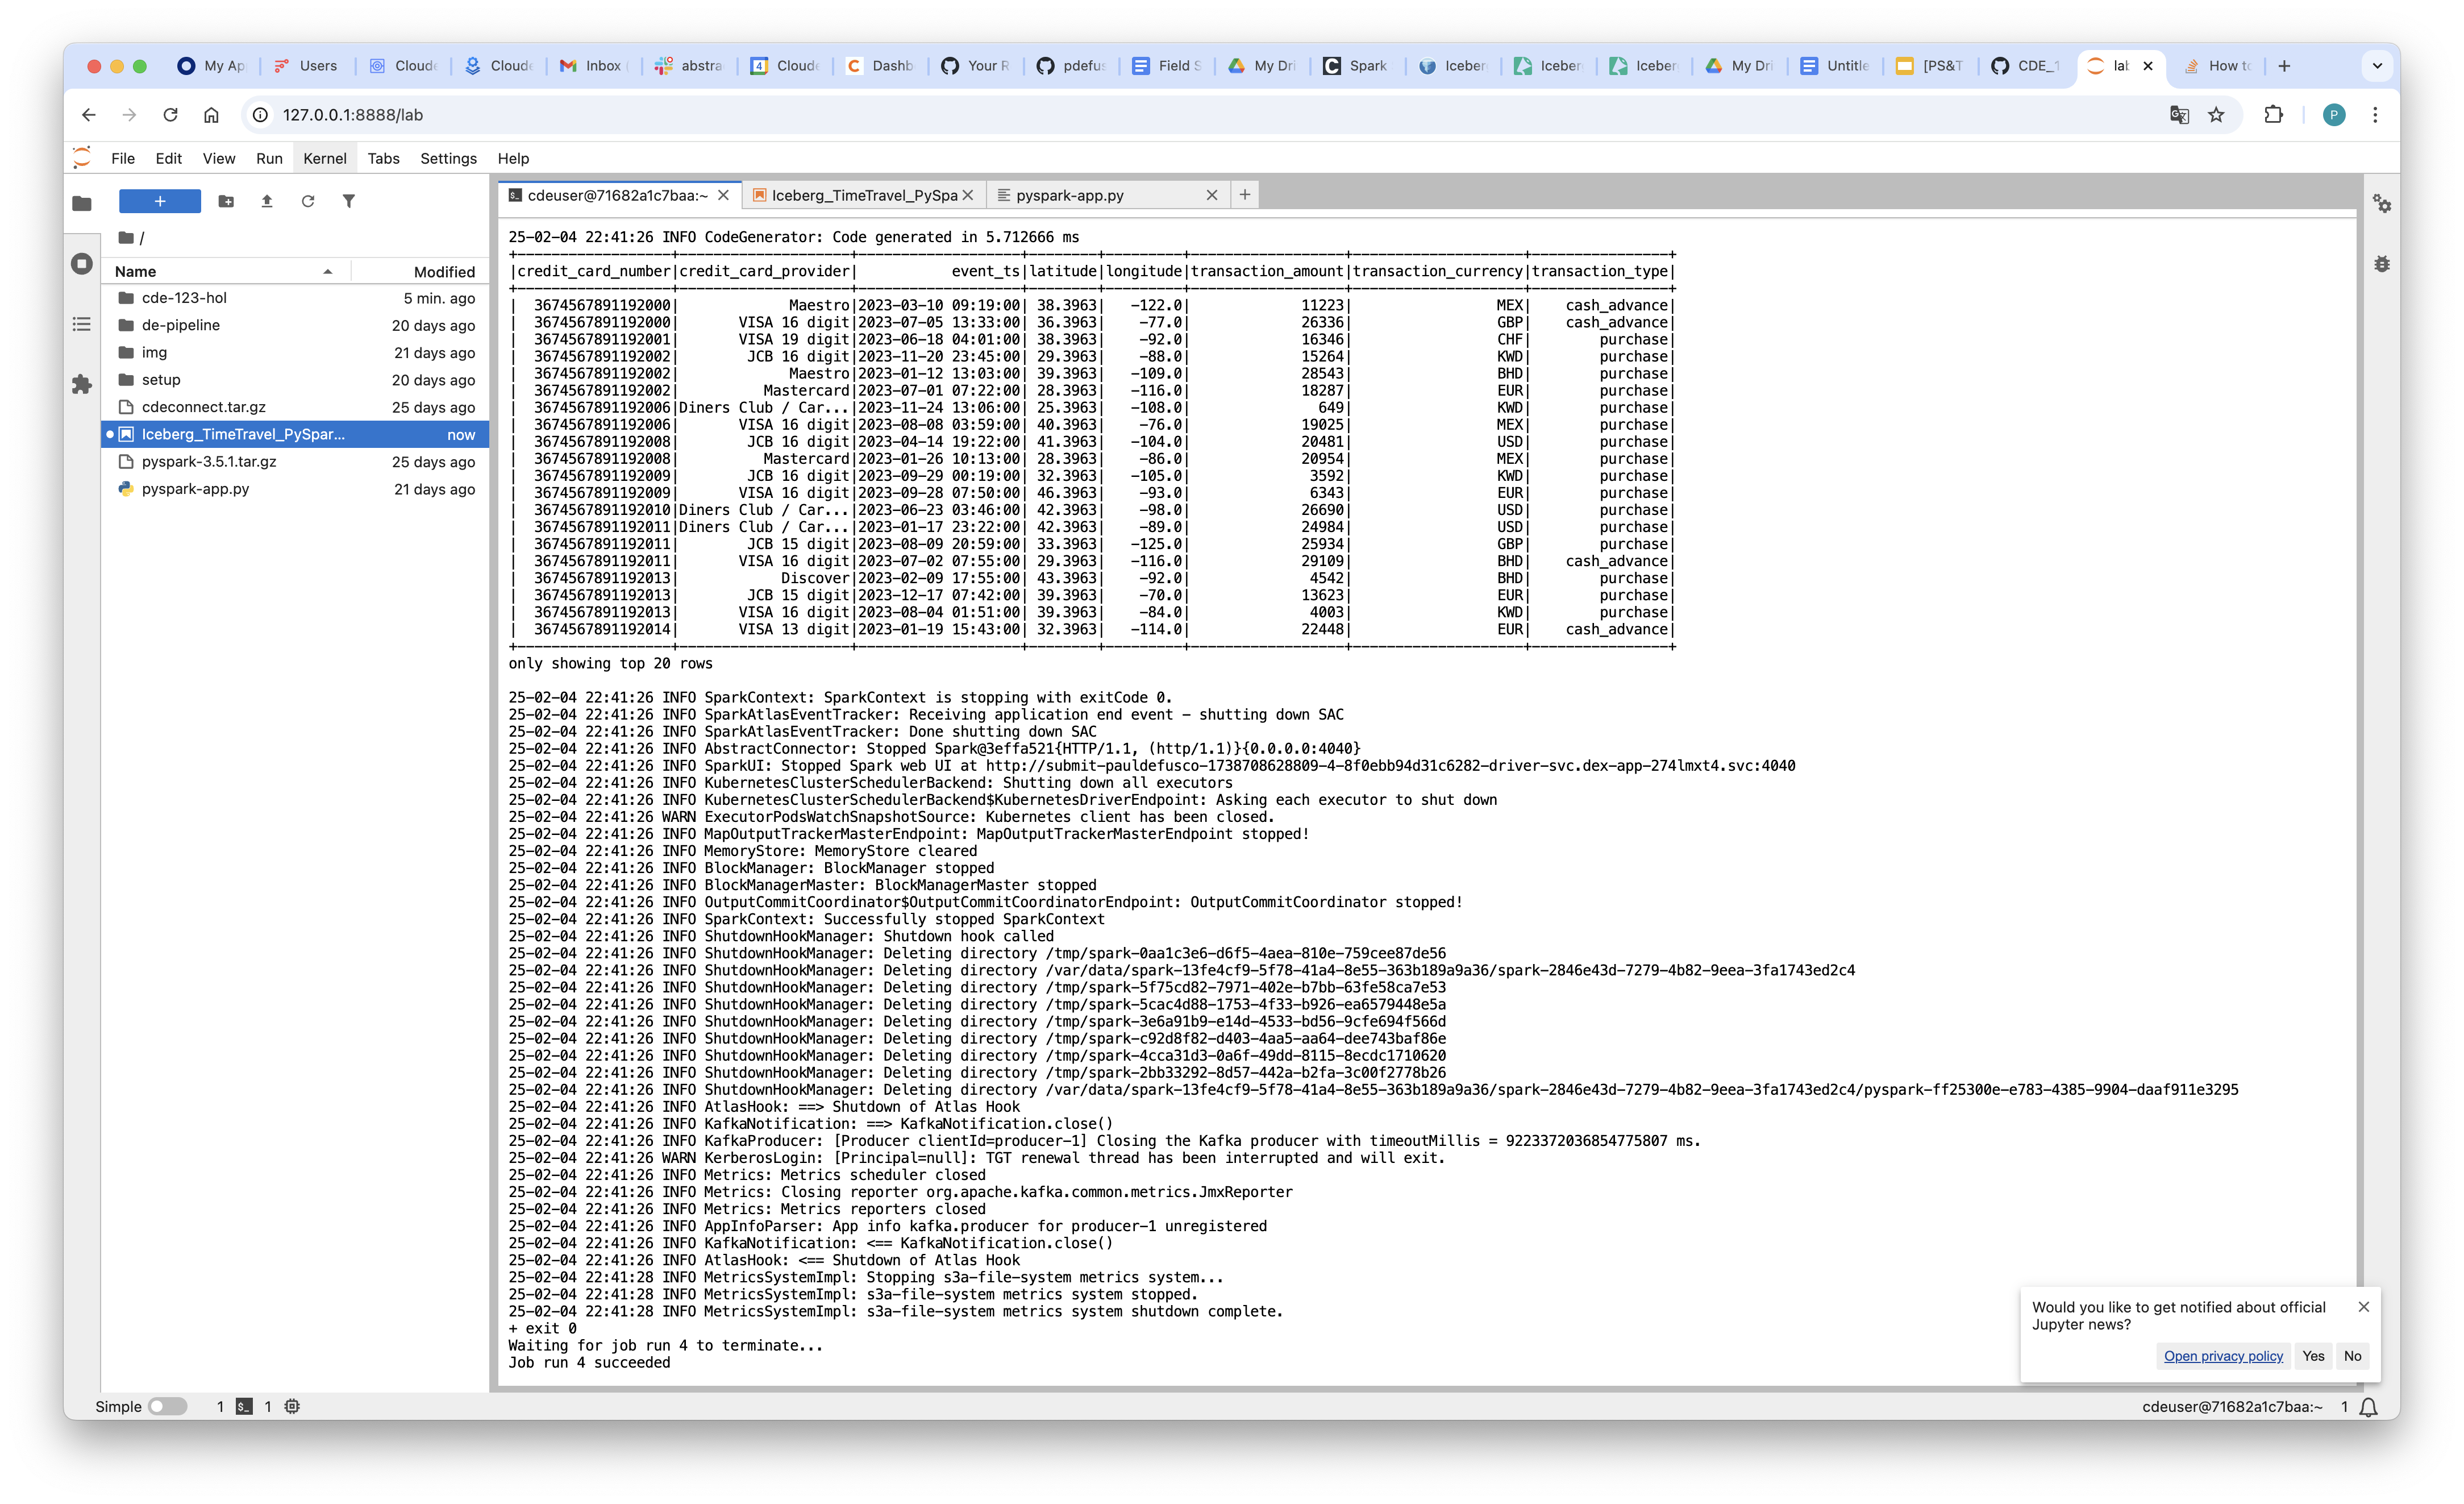 My Ap
Users
Cloude
Cloude
Inbox
abstra
4
Cloude
Dashb
Your R
pdefus
Field S
My Dri
Spark
Iceber
Iceber
Iceber
My Dri
Untitle
[PS&T
CDE_1
lab
How to
127.0.0.1:8888/lab
P
File Edit View Run Kernel Tabs Settings Help
cdeuser@71682a1c7baa:~
Iceberg_TimeTravel_PySpa
pyspark-app.py
/
Name Modified
cde-123-hol 5 min. ago
de-pipeline 20 days ago
img 21 days ago
setup 20 days ago
cdeconnect.tar.gz 25 days ago
Iceberg_TimeTravel_PySpar... now
pyspark-3.5.1.tar.gz 25 days ago
pyspark-app.py 21 days ago
25-02-04 22:41:26 INFO CodeGenerator: Code generated in 5.712666 ms
+------------------+--------------------+-------------------+--------+---------+------------------+--------------------+----------------+
|credit_card_number|credit_card_provider| event_ts|latitude|longitude|transaction_amount|transaction_currency|transaction_type|
+------------------+--------------------+-------------------+--------+---------+------------------+--------------------+----------------+
| 3674567891192000| Maestro|2023-03-10 09:19:00| 38.3963| -122.0| 11223| MEX| cash_advance|
| 3674567891192000| VISA 16 digit|2023-07-05 13:33:00| 36.3963| -77.0| 26336| GBP| cash_advance|
| 3674567891192001| VISA 19 digit|2023-06-18 04:01:00| 38.3963| -92.0| 16346| CHF| purchase|
| 3674567891192002| JCB 16 digit|2023-11-20 23:45:00| 29.3963| -88.0| 15264| KWD| purchase|
| 3674567891192002| Maestro|2023-01-12 13:03:00| 39.3963| -109.0| 28543| BHD| purchase|
| 3674567891192002| Mastercard|2023-07-01 07:22:00| 28.3963| -116.0| 18287| EUR| purchase|
| 3674567891192006|Diners Club / Car...|2023-11-24 13:06:00| 25.3963| -108.0| 649| KWD| purchase|
| 3674567891192006| VISA 16 digit|2023-08-08 03:59:00| 40.3963| -76.0| 19025| MEX| purchase|
| 3674567891192008| JCB 16 digit|2023-04-14 19:22:00| 41.3963| -104.0| 20481| USD| purchase|
| 3674567891192008| Mastercard|2023-01-26 10:13:00| 28.3963| -86.0| 20954| MEX| purchase|
| 3674567891192009| JCB 16 digit|2023-09-29 00:19:00| 32.3963| -105.0| 3592| KWD| purchase|
| 3674567891192009| VISA 16 digit|2023-09-28 07:50:00| 46.3963| -93.0| 6343| EUR| purchase|
| 3674567891192010|Diners Club / Car...|2023-06-23 03:46:00| 42.3963| -98.0| 26690| USD| purchase|
| 3674567891192011|Diners Club / Car...|2023-01-17 23:22:00| 42.3963| -89.0| 24984| USD| purchase|
| 3674567891192011| JCB 15 digit|2023-08-09 20:59:00| 33.3963| -125.0| 25934| GBP| purchase|
| 3674567891192011| VISA 16 digit|2023-07-02 07:55:00| 29.3963| -116.0| 29109| BHD| cash_advance|
| 3674567891192013| Discover|2023-02-09 17:55:00| 43.3963| -92.0| 4542| BHD| purchase|
| 3674567891192013| JCB 15 digit|2023-12-17 07:42:00| 39.3963| -70.0| 13623| EUR| purchase|
| 3674567891192013| VISA 16 digit|2023-08-04 01:51:00| 39.3963| -84.0| 4003| KWD| purchase|
| 3674567891192014| VISA 13 digit|2023-01-19 15:43:00| 32.3963| -114.0| 22448| EUR| cash_advance|
+------------------+--------------------+-------------------+--------+---------+------------------+--------------------+----------------+
only showing top 20 rows
25-02-04 22:41:26 INFO SparkContext: SparkContext is stopping with exitCode 0.
25-02-04 22:41:26 INFO SparkAtlasEventTracker: Receiving application end event - shutting down SAC
25-02-04 22:41:26 INFO SparkAtlasEventTracker: Done shutting down SAC
25-02-04 22:41:26 INFO AbstractConnector: Stopped Spark@3effa521{HTTP/1.1, (http/1.1)}{0.0.0.0:4040}
25-02-04 22:41:26 INFO SparkUI: Stopped Spark web UI at http://submit-pauldefusco-1738708628809-4-8f0ebb94d31c6282-driver-svc.dex-app-274lmxt4.svc:4040
25-02-04 22:41:26 INFO KubernetesClusterSchedulerBackend: Shutting down all executors
25-02-04 22:41:26 INFO KubernetesClusterSchedulerBackend$KubernetesDriverEndpoint: Asking each executor to shut down
25-02-04 22:41:26 WARN ExecutorPodsWatchSnapshotSource: Kubernetes client has been closed.
25-02-04 22:41:26 INFO MapOutputTrackerMasterEndpoint: MapOutputTrackerMasterEndpoint stopped!
25-02-04 22:41:26 INFO MemoryStore: MemoryStore cleared
25-02-04 22:41:26 INFO BlockManager: BlockManager stopped
25-02-04 22:41:26 INFO BlockManagerMaster: BlockManagerMaster stopped
25-02-04 22:41:26 INFO OutputCommitCoordinator$OutputCommitCoordinatorEndpoint: OutputCommitCoordinator stopped!
25-02-04 22:41:26 INFO SparkContext: Successfully stopped SparkContext
25-02-04 22:41:26 INFO ShutdownHookManager: Shutdown hook called
25-02-04 22:41:26 INFO ShutdownHookManager: Deleting directory /tmp/spark-0aa1c3e6-d6f5-4aea-810e-759cee87de56
25-02-04 22:41:26 INFO ShutdownHookManager: Deleting directory /var/data/spark-13fe4cf9-5f78-41a4-8e55-363b189a9a36/spark-2846e43d-7279-4b82-9eea-3fa1743ed2c4
25-02-04 22:41:26 INFO ShutdownHookManager: Deleting directory /tmp/spark-5f75cd82-7971-402e-b7bb-63fe58ca7e53
25-02-04 22:41:26 INFO ShutdownHookManager: Deleting directory /tmp/spark-5cac4d88-1753-4f33-b926-ea6579448e5a
25-02-04 22:41:26 INFO ShutdownHookManager: Deleting directory /tmp/spark-3e6a91b9-e14d-4533-bd56-9cfe694f566d
25-02-04 22:41:26 INFO ShutdownHookManager: Deleting directory /tmp/spark-c92d8f82-d403-4aa5-aa64-dee743baf86e
25-02-04 22:41:26 INFO ShutdownHookManager: Deleting directory /tmp/spark-4cca31d3-0a6f-49dd-8115-8ecdc1710620
25-02-04 22:41:26 INFO ShutdownHookManager: Deleting directory /tmp/spark-2bb33292-8d57-442a-b2fa-3c00f2778b26
25-02-04 22:41:26 INFO ShutdownHookManager: Deleting directory /var/data/spark-13fe4cf9-5f78-41a4-8e55-363b189a9a36/spark-2846e43d-7279-4b82-9eea-3fa1743ed2c4/pyspark-ff25300e-e783-4385-9904-daaf911e3295
25-02-04 22:41:26 INFO AtlasHook: ==> Shutdown of Atlas Hook
25-02-04 22:41:26 INFO KafkaNotification: ==> KafkaNotification.close()
25-02-04 22:41:26 INFO KafkaProducer: [Producer clientId=producer-1] Closing the Kafka producer with timeoutMillis = 9223372036854775807 ms.
25-02-04 22:41:26 WARN KerberosLogin: [Principal=null]: TGT renewal thread has been interrupted and will exit.
25-02-04 22:41:26 INFO Metrics: Metrics scheduler closed
25-02-04 22:41:26 INFO Metrics: Closing reporter org.apache.kafka.common.metrics.JmxReporter
25-02-04 22:41:26 INFO Metrics: Metrics reporters closed
25-02-04 22:41:26 INFO AppInfoParser: App info kafka.producer for producer-1 unregistered
25-02-04 22:41:26 INFO KafkaNotification: <== KafkaNotification.close()
25-02-04 22:41:26 INFO AtlasHook: <== Shutdown of Atlas Hook
25-02-04 22:41:28 INFO MetricsSystemImpl: Stopping s3a-file-system metrics system...
25-02-04 22:41:28 INFO MetricsSystemImpl: s3a-file-system metrics system stopped.
25-02-04 22:41:28 INFO MetricsSystemImpl: s3a-file-system metrics system shutdown complete.
+ exit 0
Waiting for job run 4 to terminate...
Job run 4 succeeded
Would you like to get notified about official
Jupyter news?
Open privacy policy Yes No
Simple 1 1 cdeuser@71682a1c7baa:~ 1